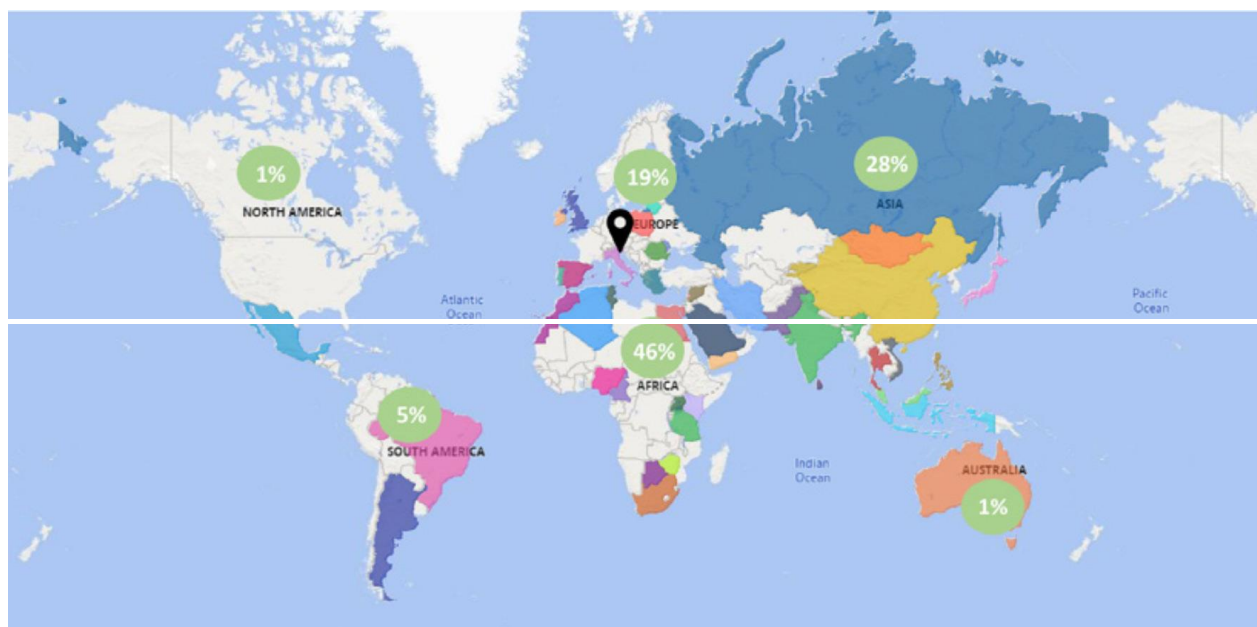 1%
NORTH AMERICA
19%
EUROPE
28%
ASIA
Atlantic
Ocean
Pacific
Ocean
46%
AFRICA
5%
SOUTH AMERICA
Indian
Ocean
AUSTRALIA
1%